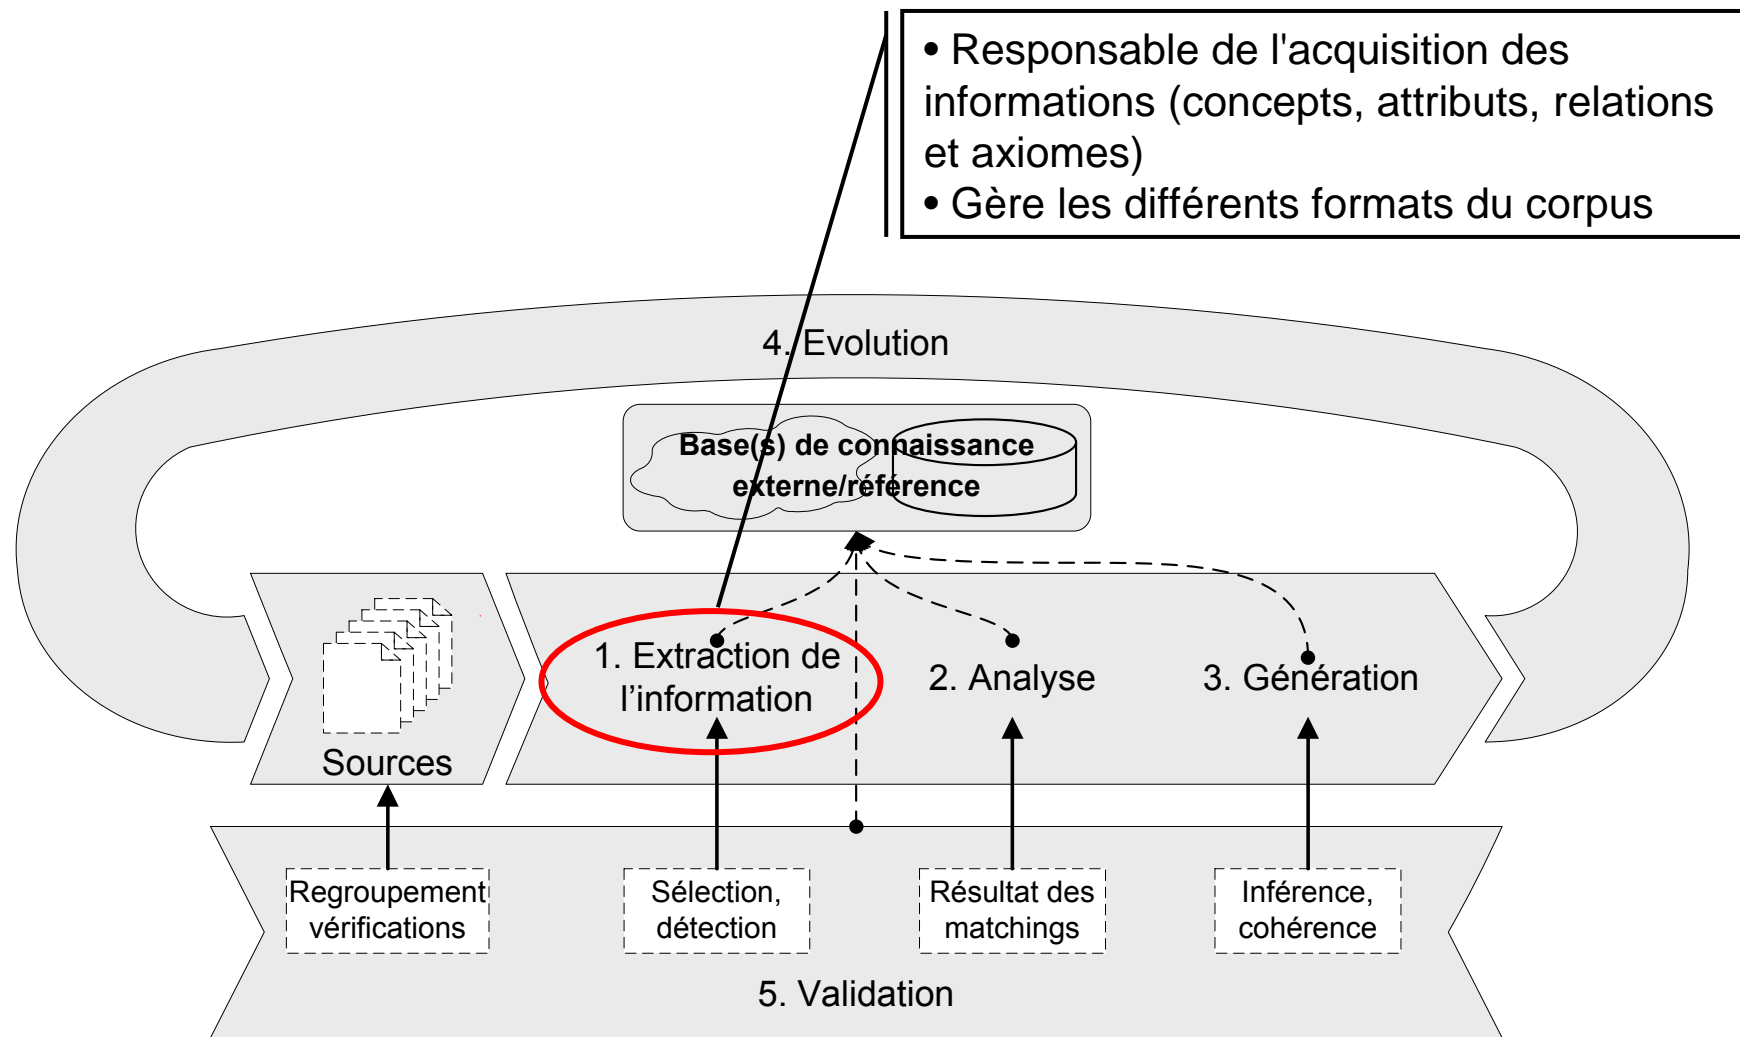 • Responsable de l'acquisition des
informations (concepts, attributs, relations
et axiomes)
• Gère les différents formats du corpus
4. Evolution
Base(s) de connaissance
externe/référence
1. Extraction de
l’information
2. Analyse
3. Génération
Sources
Regroupement
vérifications
Sélection,
détection
Résultat des
matchings
Inférence,
cohérence
5. Validation